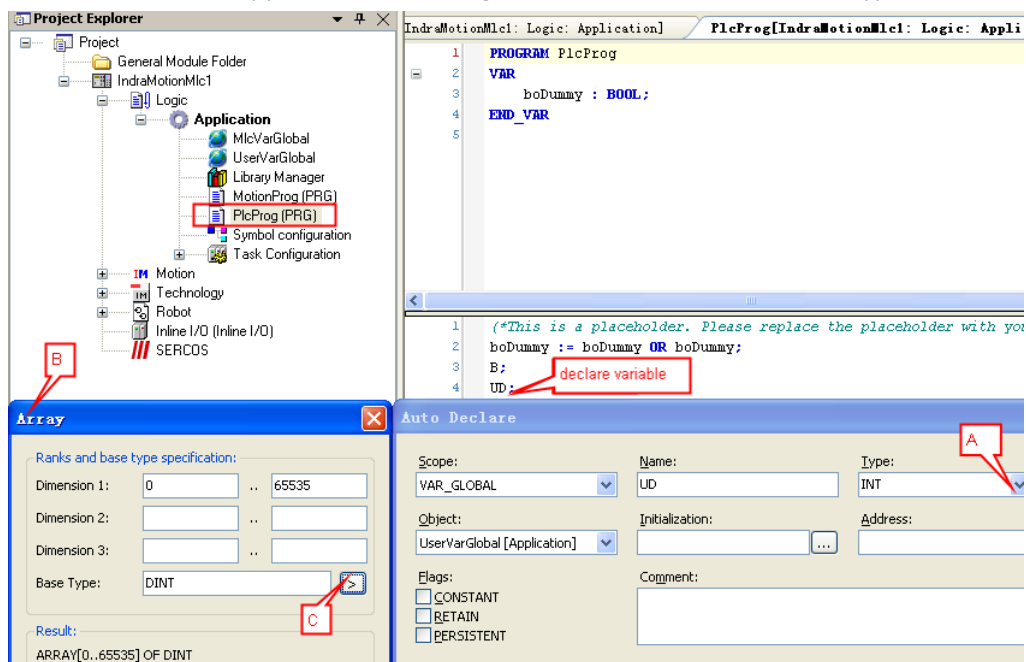 Project Explorer
Project
General Module Folder
IndraMotionMlc1
Logic
Application
MlcVarGlobal
UserVarGlobal
Library Manager
MotionProg (PRG)
PlcProg (PRG)
Symbol configuration
Task Configuration
Motion
Technology
Robot
Inline I/O (Inline I/O)
SERCOS
IndraMotionMlc1: Logic: Application]
PlcProg[IndraMotionMlc1: Logic: Appli
1 PROGRAM PlcProg
2 VAR
3 boDummy : BOOL;
4 END_VAR
5
1 (*This is a placeholder. Please replace the placeholder with you
2 boDummy := boDummy OR boDummy;
3 B;
4 UD;
declare variable
B
Array
Ranks and base type specification:
Dimension 1: 0 .. 65535
Dimension 2: ..
Dimension 3: ..
Base Type: DINT >
C
Result:
ARRAY[0..65535] OF DINT
Auto Declare
A
Scope: Name: Type:
VAR_GLOBAL UD INT
Object: Initialization: Address:
UserVarGlobal [Application] ...
Flags: Comment:
CONSTANT
RETAIN
PERSISTENT